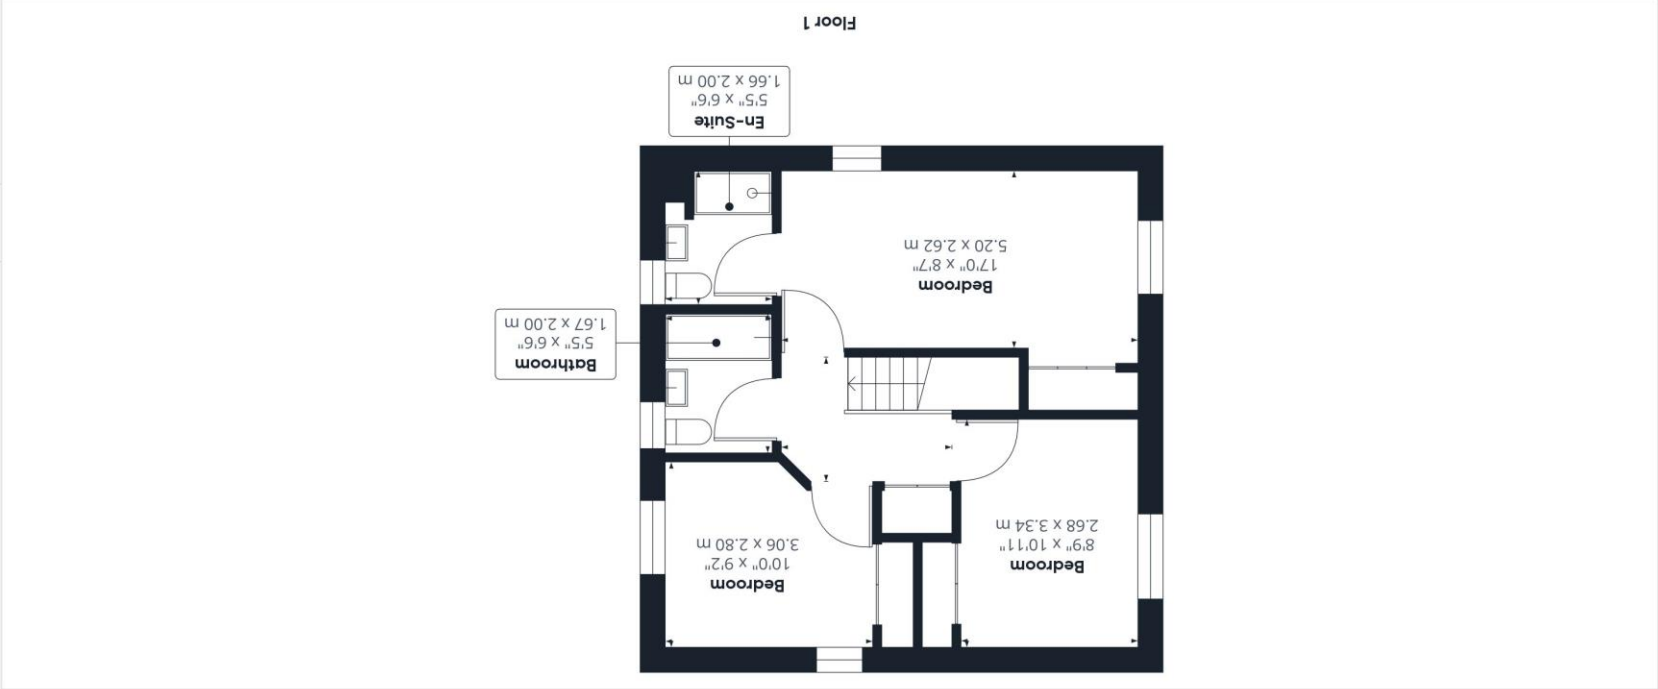 Bedroom
8'9" x 10'11"
2.68 x 3.34 m
Bedroom
10'0" x 9'2"
3.06 x 2.80 m
Bathroom
5'5" x 6'6"
1.67 x 2.00 m
Bedroom
17'0" x 8'7"
5.20 x 2.62 m
En-Suite
5'5" x 6'6"
1.66 x 2.00 m
Floor 1